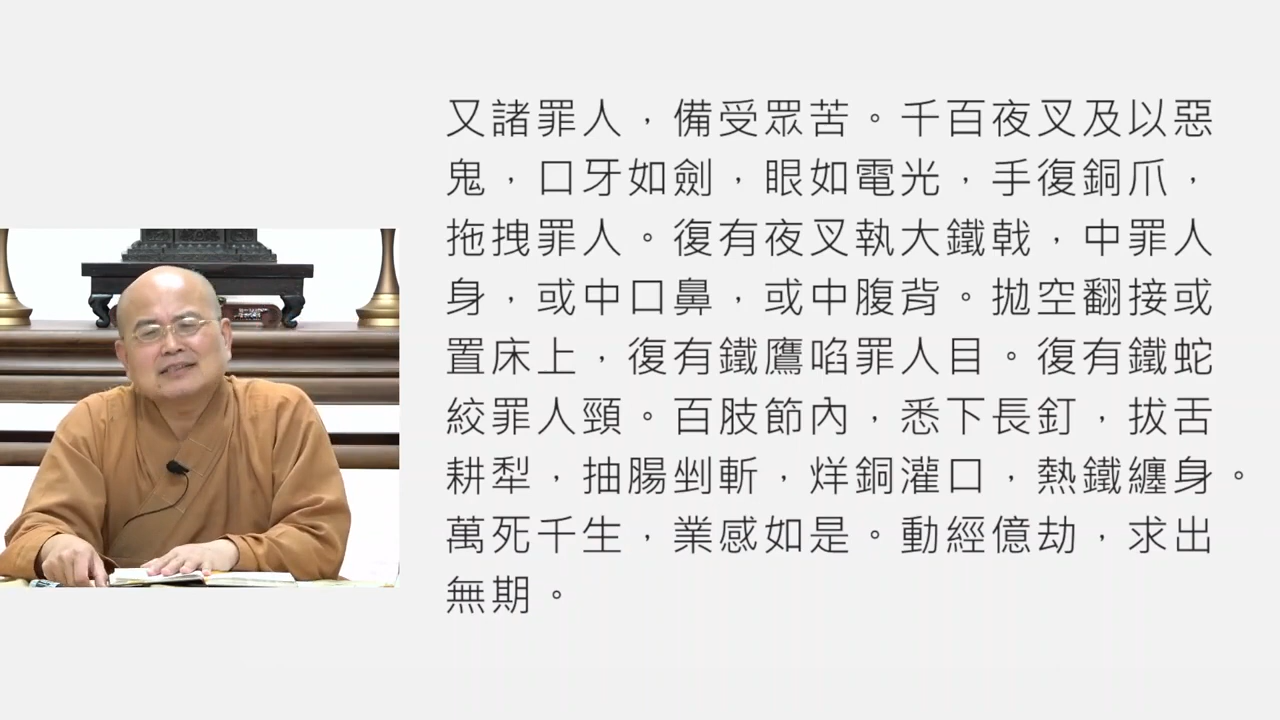 又諸罪人，備受眾苦。千百夜叉及以惡
鬼，口牙如劍，眼如電光，手復銅爪，
拖拽罪人。復有夜叉執大鐵戟，中罪人
身，或中口鼻，或中腹背。拋空翻接或
置床上，復有鐵鷹啗罪人目。復有鐵蛇
絞罪人頸。百肢節內，悉下長釘，拔舌
耕犁，抽腸剉斬，烊銅灌口，熱鐵纏身。
萬死千生，業感如是。動經億劫，求出
無期。